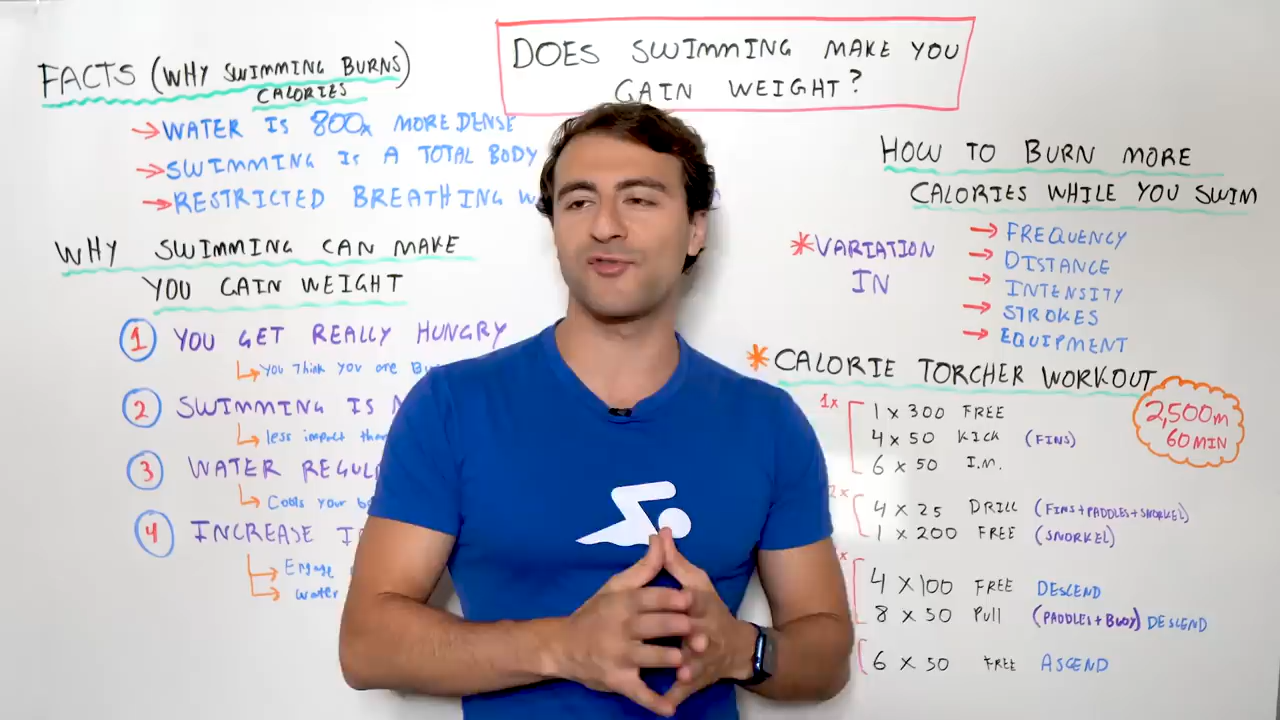 DOES SWIMMING MAKE YOU
GAIN WEIGHT?
FACTS (WHY SWIMMING BURNS)
CALORIES
WATER IS 800x MORE DENSE
SWIMMING IS A TOTAL BODY
RESTRICTED BREATHING
WHY SWIMMING CAN MAKE
YOU GAIN WEIGHT
1 YOU GET REALLY HUNGRY
You Think you are
2 SWIMMING IS
less impact than
3 WATER
Cools your
4 INCREASE
Engage
water
HOW TO BURN MORE
CALORIES WHILE YOU SWIM
*VARIATION
IN
FREQUENCY
DISTANCE
INTENSITY
STROKES
EQUIPMENT
*CALORIE TORCHER WORKOUT
2,500m
60 MIN
1x
1 x 300 FREE
4 x 50 KICK (FINS)
6 x 50 I.M.
2x
4 x 25 DRILL (FINS+PADDLES+SNORKEL)
1 x 200 FREE (SNORKEL)
4 x 100 FREE DESCEND
8 x 50 Pull (PADDLES+BUOY) DESCEND
6 x 50 FREE ASCEND